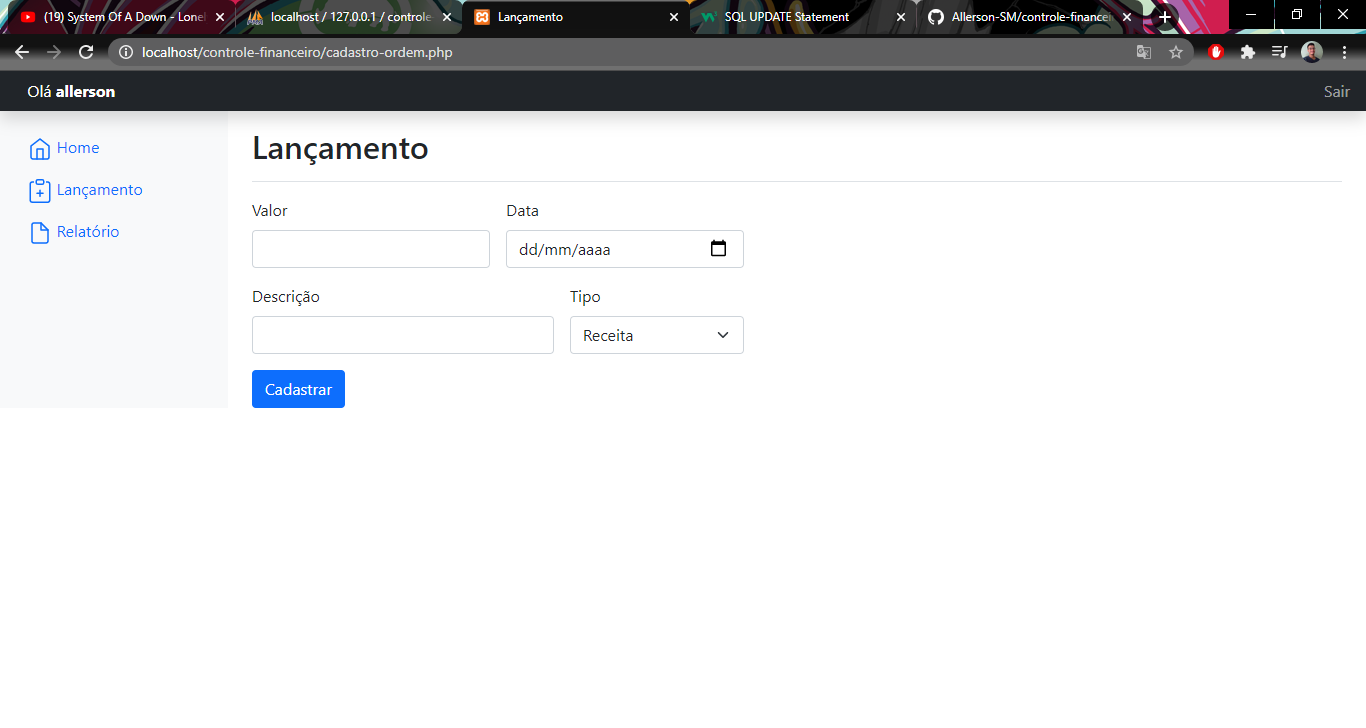 (19) System Of A Down - Lonel
localhost / 127.0.0.1 / controle-
Lançamento
SQL UPDATE Statement
Allerson-SM/controle-financei
localhost/controle-financeiro/cadastro-ordem.php
Olá allerson
Sair
Home
Lançamento
Relatório
Lançamento
Valor
Data
dd/mm/aaaa
Descrição
Tipo
Receita
Cadastrar